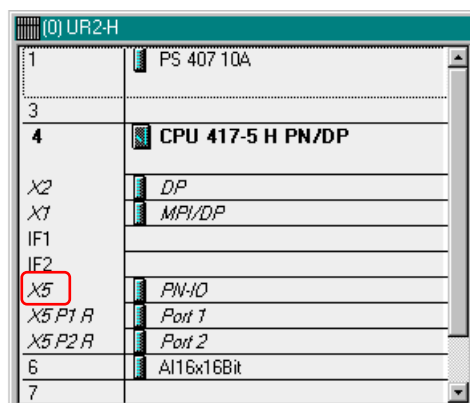 (0) UR2-H
1 PS 407 10A
3
4 CPU 417-5 H PN/DP
X2 DP
X1 MPI/DP
IF1
IF2
X5 PN-IO
X5 P1 R Port 1
X5 P2 R Port 2
6 AI16x16Bit
7